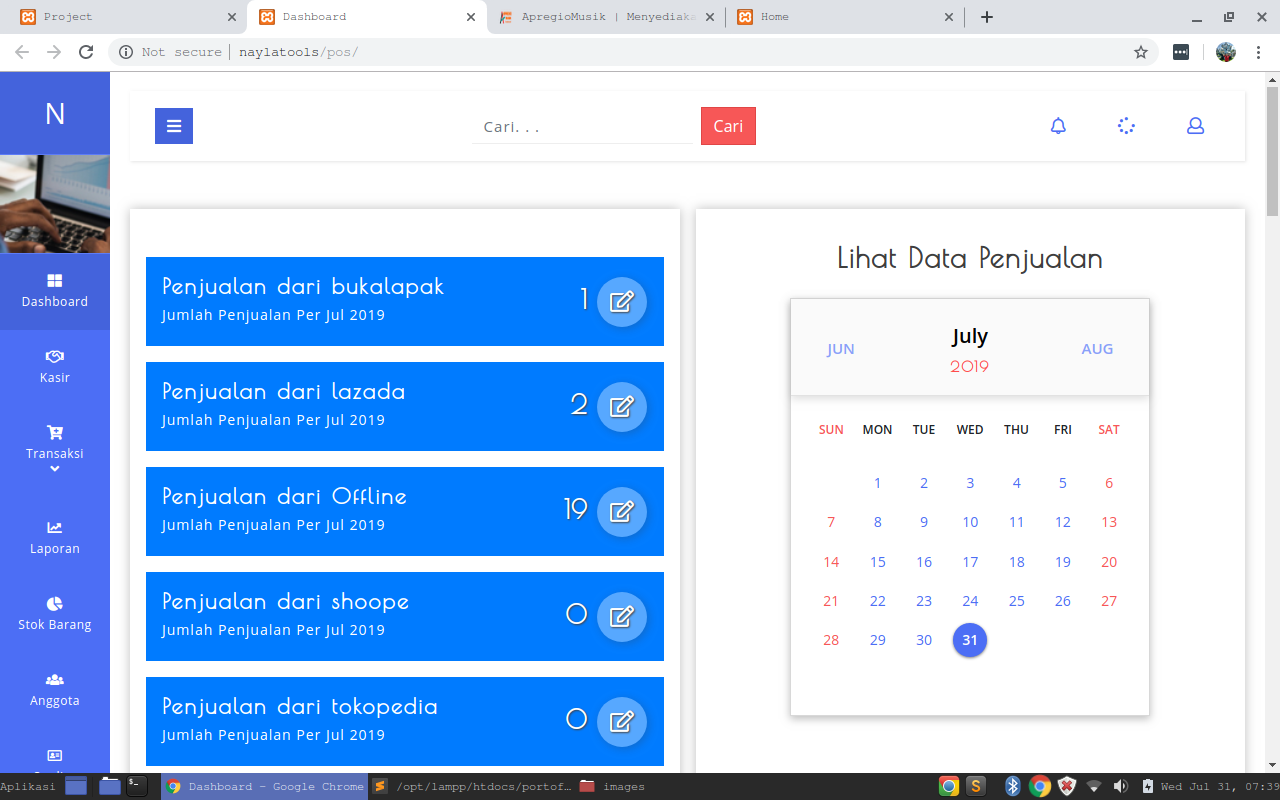 Project
Dashboard
ApregioMusik | Menyediaka
Home
Not secure | naylatools/pos/
N
Cari. . .
Cari
Dashboard
Kasir
Transaksi
Laporan
Stok Barang
Anggota
Penjualan dari bukalapak
Jumlah Penjualan Per Jul 2019
1
Penjualan dari lazada
Jumlah Penjualan Per Jul 2019
2
Penjualan dari Offline
Jumlah Penjualan Per Jul 2019
19
Penjualan dari shoope
Jumlah Penjualan Per Jul 2019
0
Penjualan dari tokopedia
Jumlah Penjualan Per Jul 2019
0
Lihat Data Penjualan
JUN
July
2019
AUG
SUN MON TUE WED THU FRI SAT
1 2 3 4 5 6
7 8 9 10 11 12 13
14 15 16 17 18 19 20
21 22 23 24 25 26 27
28 29 30 31
Aplikasi
Dashboard - Google Chrome
/opt/lampp/htdocs/portof...
images
Wed Jul 31, 07:39